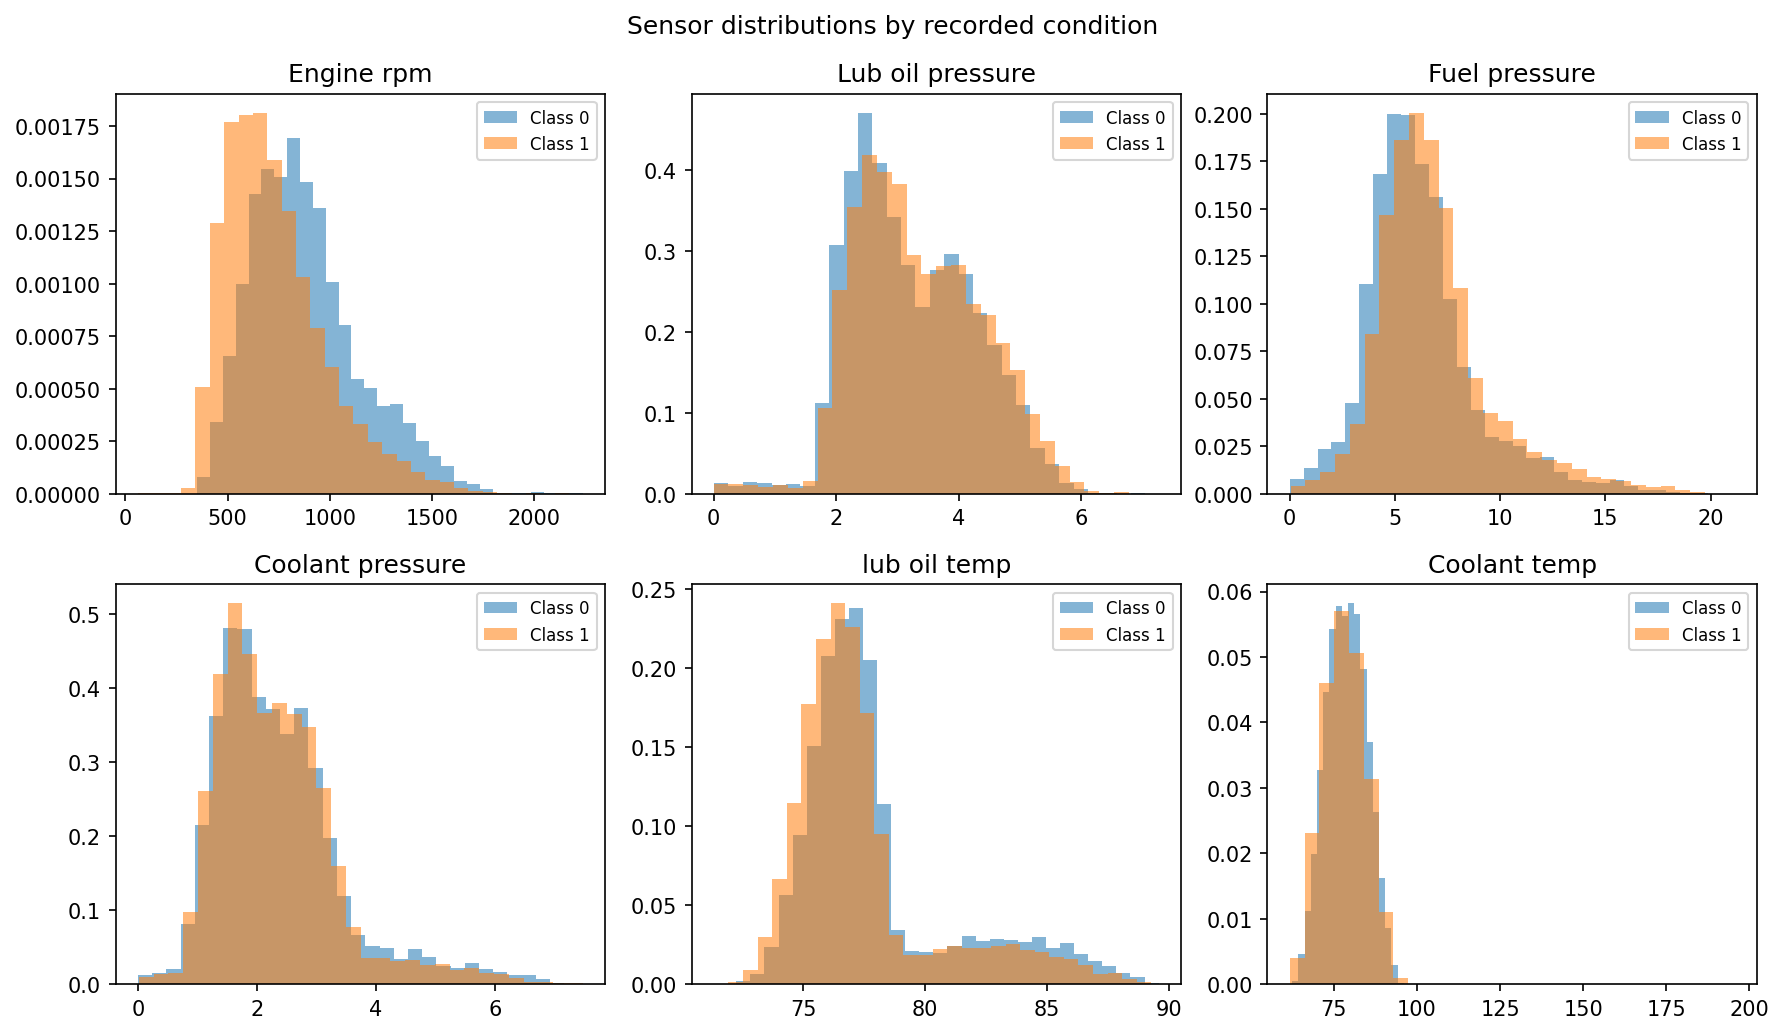 Sensor distributions by recorded condition
Engine rpm
0.00175
0.00150
0.00125
0.00100
0.00075
0.00050
0.00025
0.00000
0 500 1000 1500 2000
Class 0
Class 1
Lub oil pressure
0.4
0.3
0.2
0.1
0.0
0 2 4 6
Class 0
Class 1
Fuel pressure
0.200
0.175
0.150
0.125
0.100
0.075
0.050
0.025
0.000
0 5 10 15 20
Class 0
Class 1
Coolant pressure
0.5
0.4
0.3
0.2
0.1
0.0
0 2 4 6
Class 0
Class 1
lub oil temp
0.25
0.20
0.15
0.10
0.05
0.00
75 80 85 90
Class 0
Class 1
Coolant temp
0.06
0.05
0.04
0.03
0.02
0.01
0.00
75 100 125 150 175 200
Class 0
Class 1